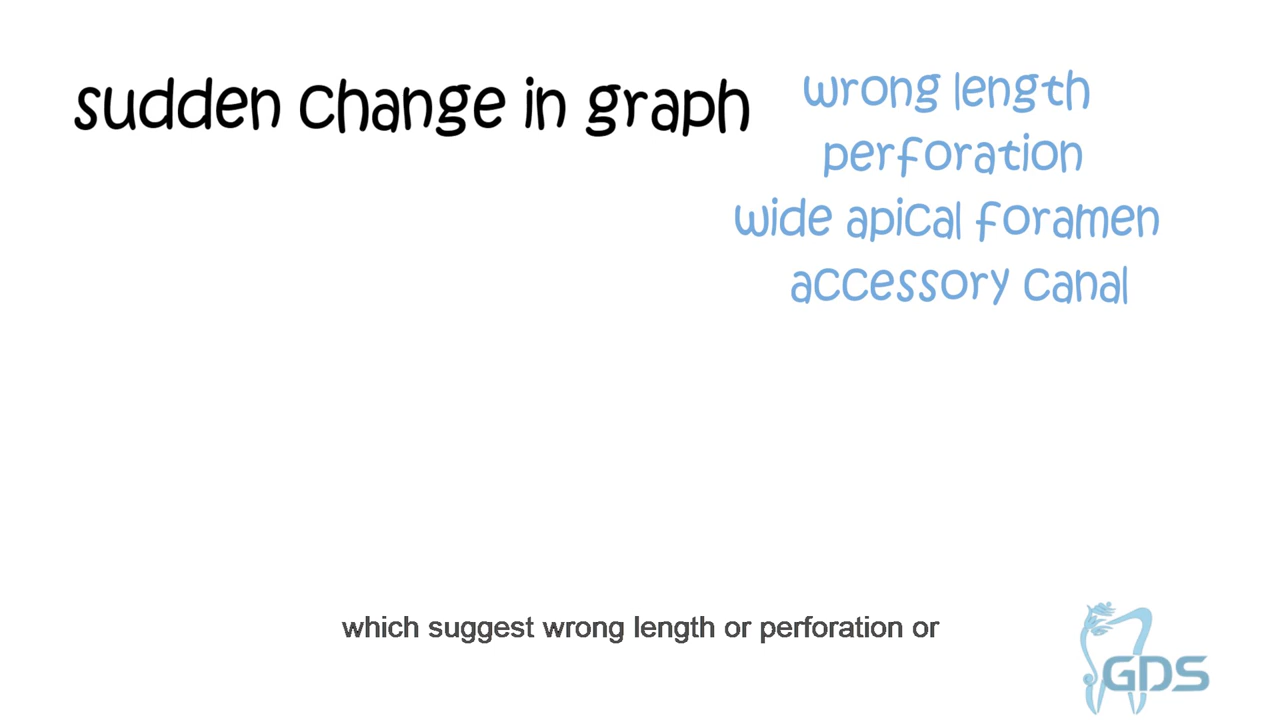 sudden change in graph
wrong length
perforation
wide apical foramen
accessory canal
which suggest wrong length or perforation or
GDS